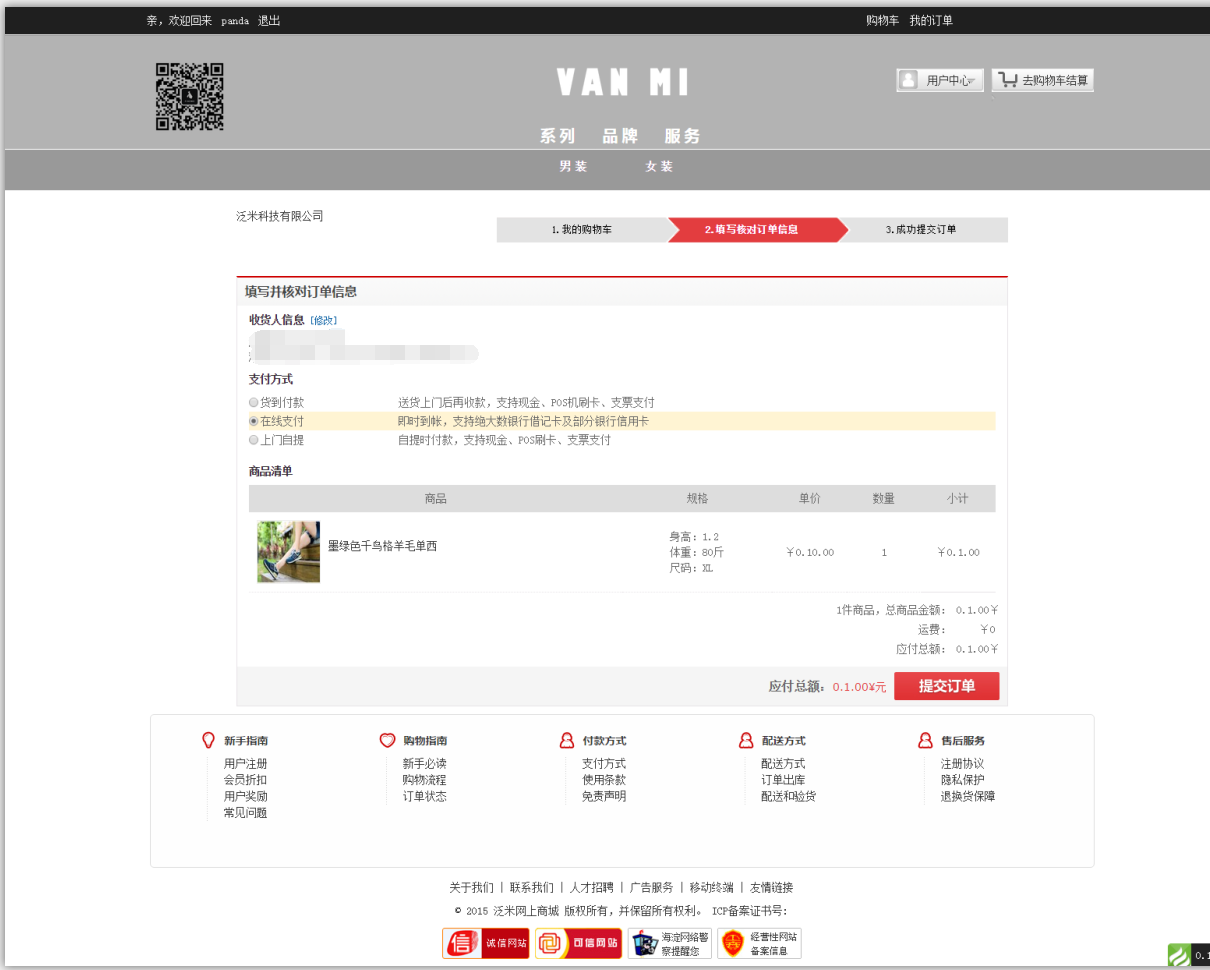 亲，欢迎回来 panda 退出 购物车 我的订单
VAN MI
用户中心 去购物车结算
系列 品牌 服务
男装 女装
泛米科技有限公司
1.我的购物车 2.填写核对订单信息 3.成功提交订单
填写并核对订单信息
收货人信息 [修改]
支付方式
货到付款 送货上门后再收款，支持现金、POS机刷卡、支票支付
在线支付 即时到帐，支持绝大数银行借记卡及部分银行信用卡
上门自提 自提时付款，支持现金、POS刷卡、支票支付
商品清单
商品 规格 单价 数量 小计
墨绿色千鸟格羊毛单西
身高：1.2
体重：80斤
尺码：XL
￥0.10.00 1 ￥0.1.00
1件商品，总商品金额： 0.1.00￥
运费： ￥0
应付总额： 0.1.00￥
应付总额：0.1.00¥元 提交订单
新手指南 购物指南 付款方式 配送方式 售后服务
用户注册 新手必读 支付方式 配送方式 注册协议
会员折扣 购物流程 使用条款 订单出库 隐私保护
用户奖励 订单状态 免责声明 配送和验货 退换货保障
常见问题
关于我们 | 联系我们 | 人才招聘 | 广告服务 | 移动终端 | 友情链接
© 2015 泛米网上商城 版权所有，并保留所有权利。 ICP备案证书号:
信 诚信网站 可信网站
海淀网络警
察提醒您
经营性网站
备案信息